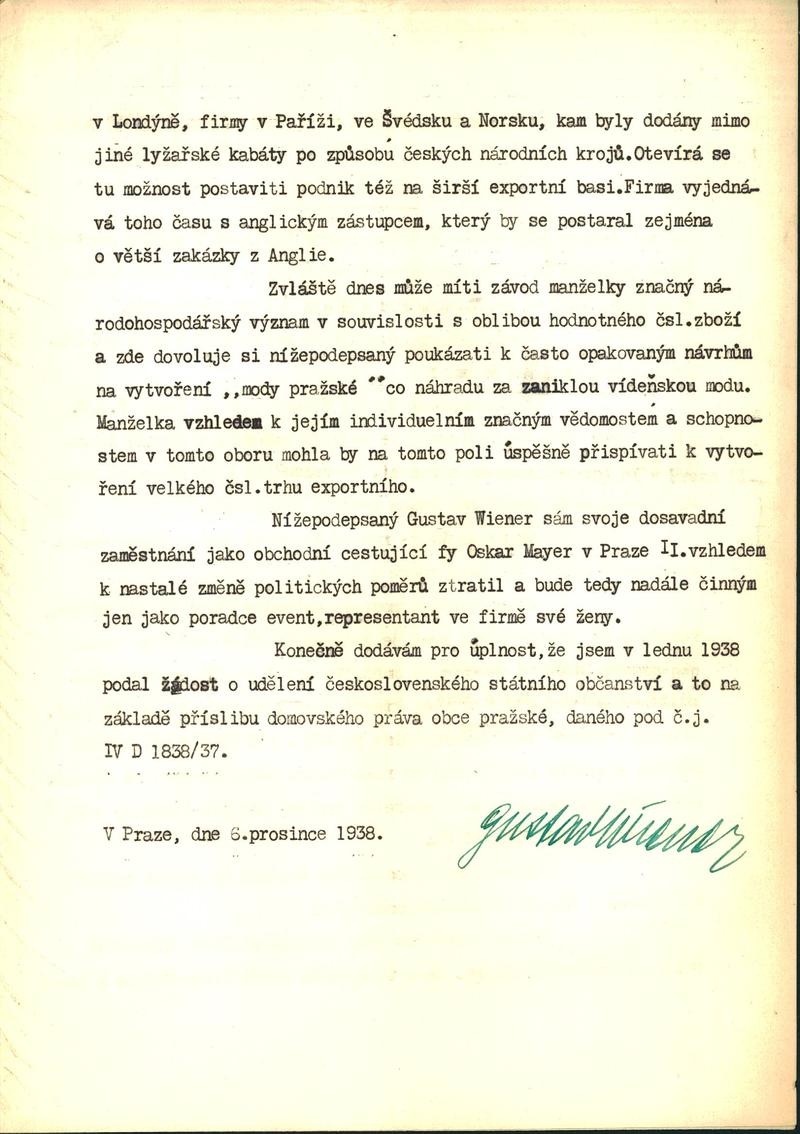 v Londýně, firmy v Paříži, ve Švédsku a Norsku, kam byly dodány mimo
jiné lyžařské kabáty po způsobu českých národních krojů.Otevírá se
tu možnost postaviti podnik též na širší exportní basi.Firma vyjedná-
vá toho času s anglickým zástupcem, který by se postaral zejména
o větší zakázky z Anglie.
Zvláště dnes může míti závod manželky značný ná-
rodohospodářský význam v souvislosti s oblibou hodnotného čsl.zboží
a zde dovoluje si nížepodepsaný poukázati k často opakovaným návrhům
na vytvoření ,,mody pražské "co náhradu za zaniklou vídeňskou modu.
Manželka vzhledem k jejím individuelním značným vědomostem a schopno-
stem v tomto oboru mohla by na tomto poli úspěšně přispívati k vytvo-
ření velkého čsl.trhu exportního.
Nížepodepsaný Gustav Wiener sám svoje dosavadní
zaměstnání jako obchodní cestující fy Oskar Mayer v Praze II.vzhledem
k nastalé změně politických poměrů ztratil a bude tedy nadále činným
jen jako poradce event,representant ve firmě své ženy.
Konečně dodávám pro úplnost,že jsem v lednu 1938
podal žádost o udělení československého státního občanství a to na
základě příslibu domovského práva obce pražské, daného pod č.j.
IV D 1838/37.
V Praze, dne 6.prosince 1938.
Gustav Wiener